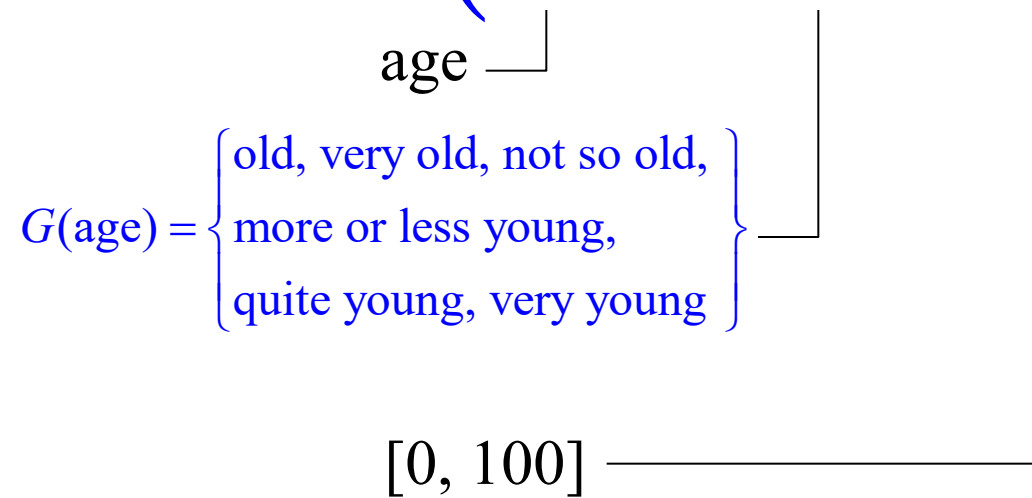 age
old, very old, not so old,
G(age) = { more or less young, }
quite young, very young
[0, 100]